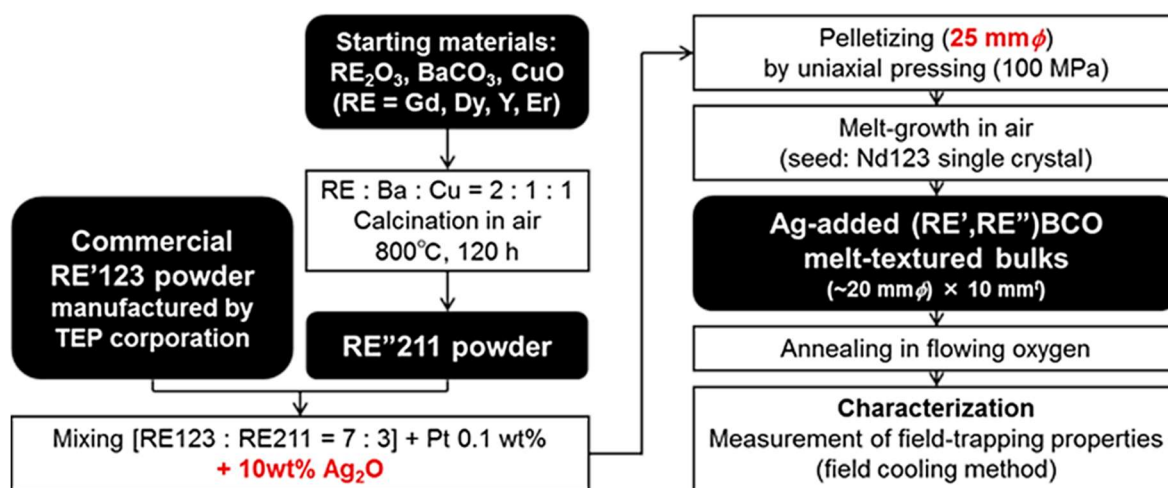 Starting materials:
RE₂O₃, BaCO₃, CuO
(RE = Gd, Dy, Y, Er)
RE : Ba : Cu = 2 : 1 : 1
Calcination in air
800℃, 120 h
Commercial
RE'123 powder
manufactured by
TEP corporation
RE"211 powder
Mixing [RE123 : RE211 = 7 : 3] + Pt 0.1 wt%
+ 10wt% Ag₂O
Pelletizing (25 mmϕ)
by uniaxial pressing (100 MPa)
Melt-growth in air
(seed: Nd123 single crystal)
Ag-added (RE',RE")BCO
melt-textured bulks
(~20 mmϕ) × 10 mmᵗ)
Annealing in flowing oxygen
Characterization
Measurement of field-trapping properties
(field cooling method)